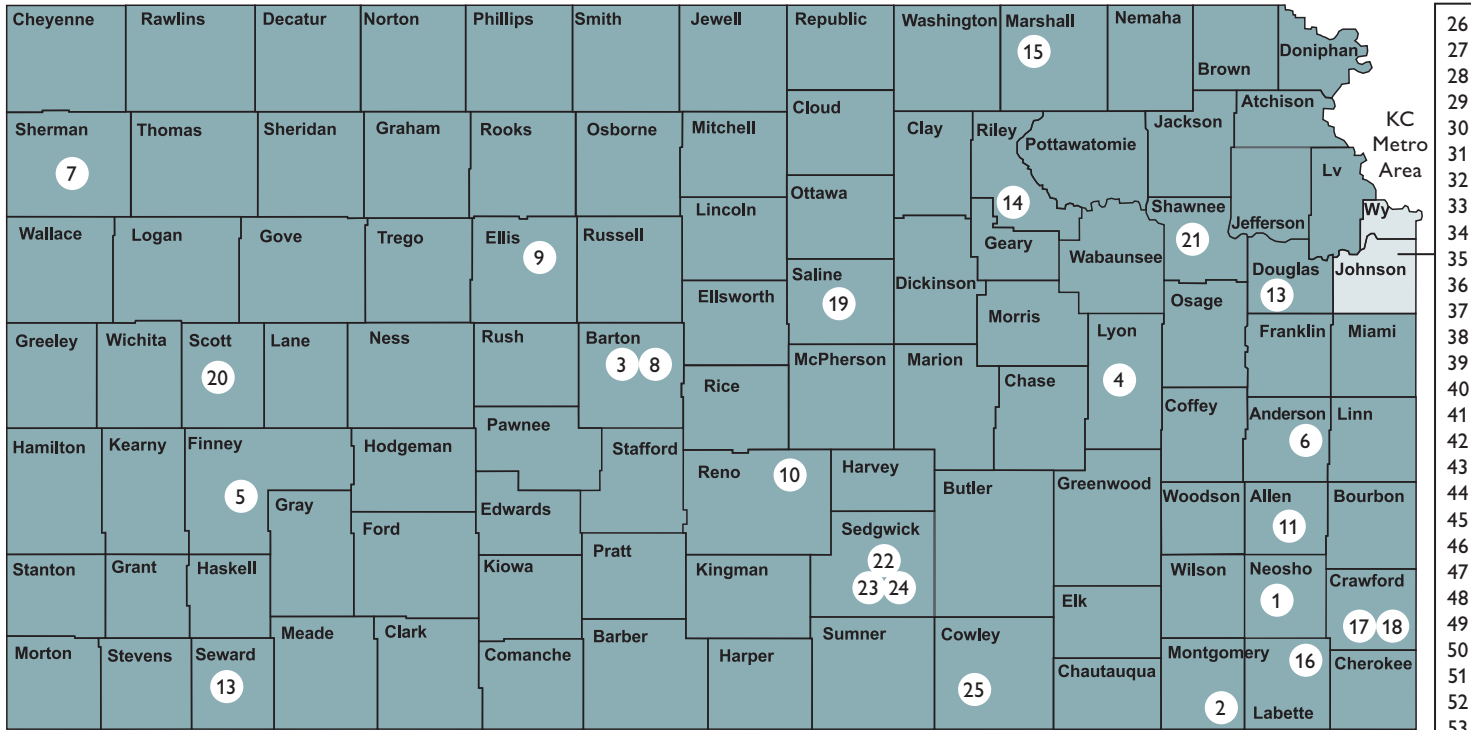 Cheyenne Rawlins Decatur Norton Phillips Smith Jewell Republic Washington Marshall Nemaha
Brown Doniphan
15
Sherman Thomas Sheridan Graham Rooks Osborne Mitchell Cloud Clay Riley Pottawatomie Jackson Atchison
KC
Metro
Area
7
Ottawa
Lincoln
14
Shawnee Jefferson Lv Wy
21
Wallace Logan Gove Trego Ellis Russell
9
Geary Wabaunsee
Saline
19
Ellsworth Dickinson Douglas Johnson
13
Osage
Morris
Greeley Wichita Scott Lane Ness Rush Barton
20
3 8
McPherson Marion Lyon Franklin Miami
4
Rice Chase
Coffey Anderson Linn
6
Pawnee
Hamilton Kearny Finney Hodgeman Stafford
5
Reno Harvey
10
Butler Greenwood
Woodson Allen Bourbon
11
Gray Edwards
Ford
Sedgwick
22
23 24
Pratt
Stanton Grant Haskell Kiowa Kingman
Wilson Neosho Crawford
1
17 18
Elk
Meade Clark Barber Sumner Cowley
25
Morton Stevens Seward Comanche Harper
13
Chautauqua Montgomery
2
16
Labette Cherokee
26
27
28
29
30
31
32
33
34
35
36
37
38
39
40
41
42
43
44
45
46
47
48
49
50
51
52
53